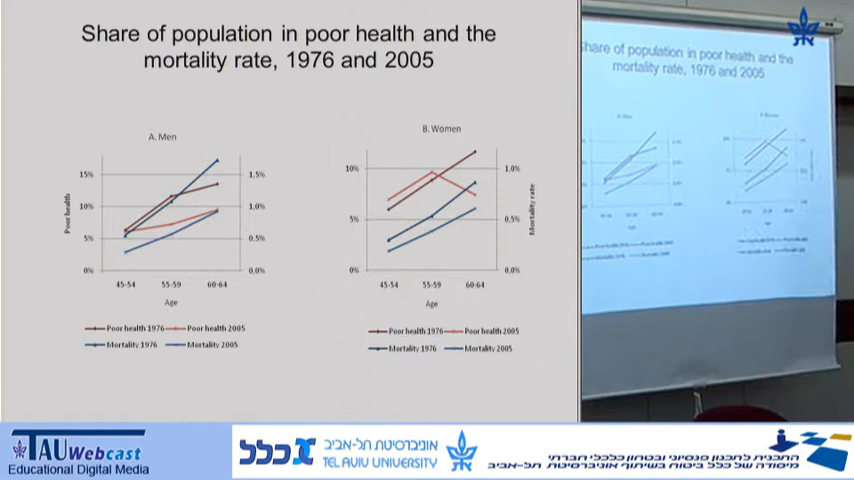 Share of population in poor health and the
mortality rate, 1976 and 2005
A. Men
15%
10%
5%
0%
Poor health
1,5%
1,0%
0,5%
0,0%
45-54 55-59 60-64
Age
Poor health 1976 Poor health 2005
Mortality 1976 Mortality 2005
B. Women
10%
5%
0%
1,0%
0,5%
0,0%
Mortality rate
45-54 55-59 60-64
Age
Poor health 1976 Poor health 2005
Mortality 1976 Mortality 2005
Share of population in poor health and the
mortality rate, 1976 and 2005
TAU Webcast
Educational Digital Media
כלל
אוניברסיטת תל-אביב
TEL AVIV UNIVERSITY
התכנית לתכנון פנסיוני ובטחון כלכלי חברתי
מיסודה של כלל ביטוח בשיתוף אוניברסיטת תל-אביב